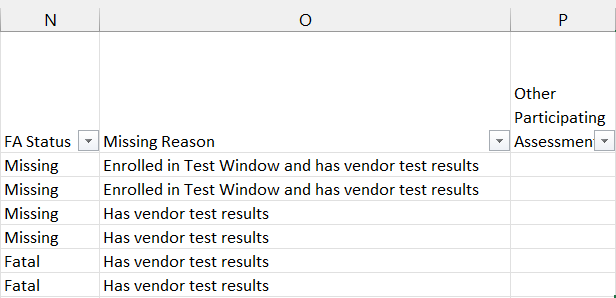 N O P
Other
Participating
FA Status Missing Reason Assessmen
Missing Enrolled in Test Window and has vendor test results
Missing Enrolled in Test Window and has vendor test results
Missing Has vendor test results
Missing Has vendor test results
Fatal Has vendor test results
Fatal Has vendor test results